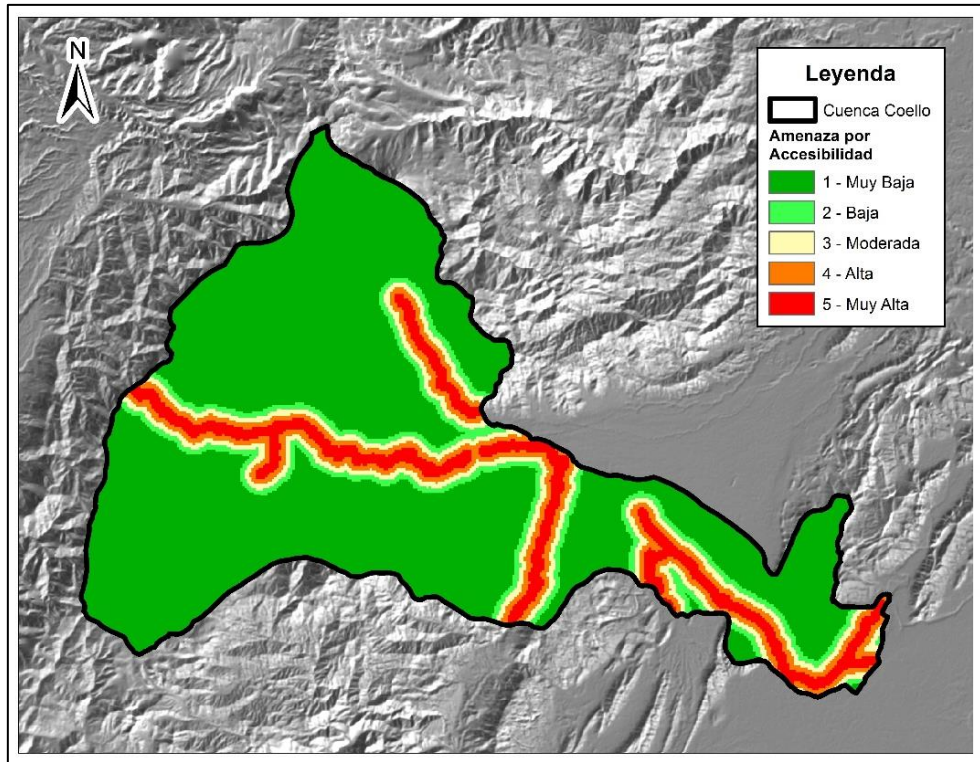 N
Leyenda
Cuenca Coello
Amenaza por
Accesibilidad
1 - Muy Baja
2 - Baja
3 - Moderada
4 - Alta
5 - Muy Alta